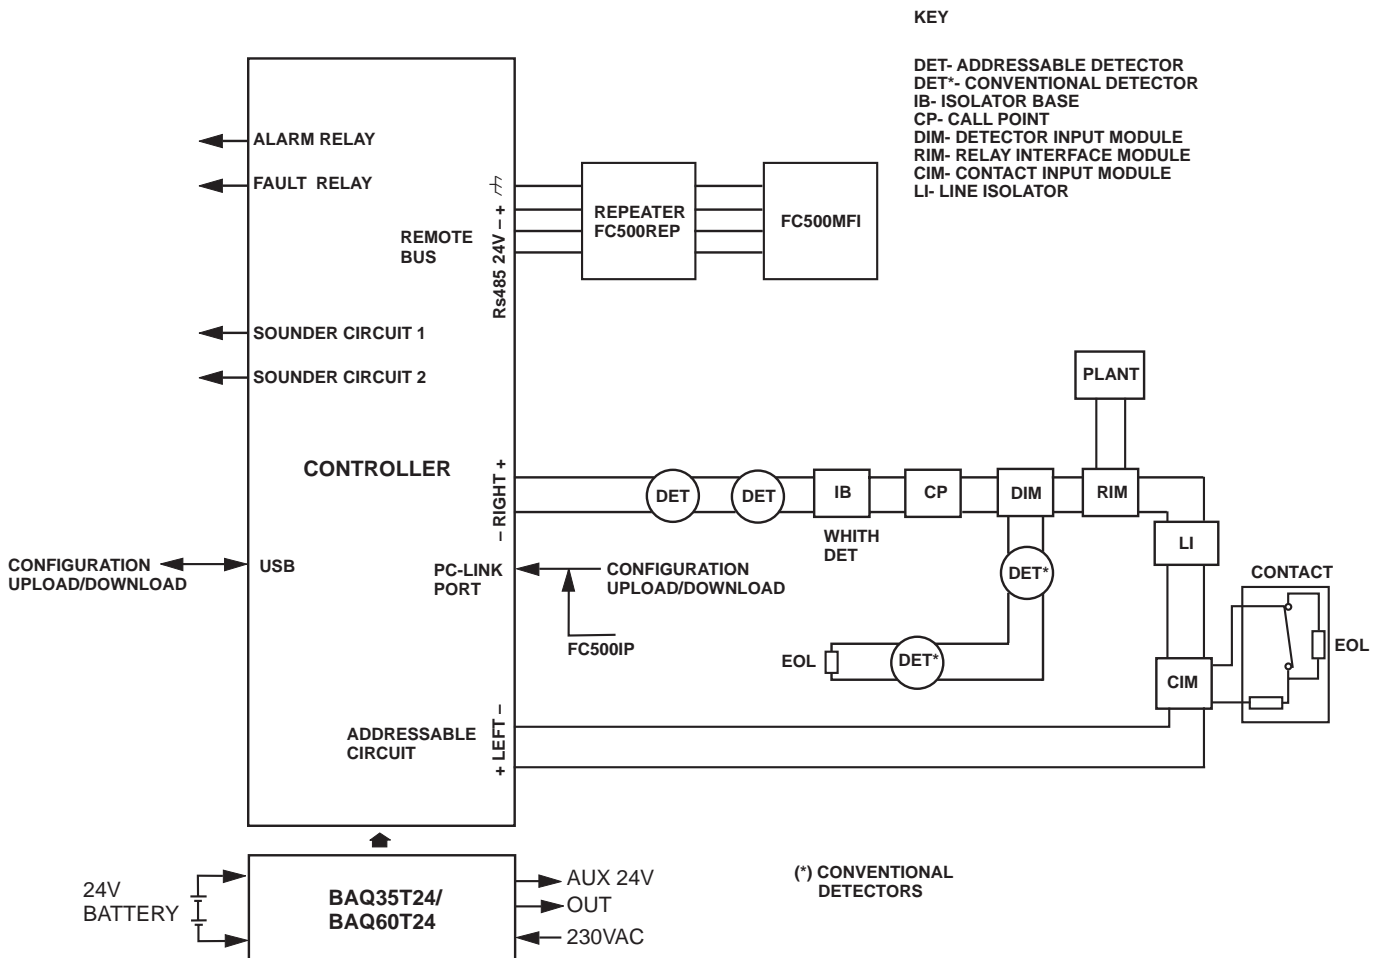 KEY
DET- ADDRESSABLE DETECTOR
DET*- CONVENTIONAL DETECTOR
IB- ISOLATOR BASE
CP- CALL POINT
DIM- DETECTOR INPUT MODULE
RIM- RELAY INTERFACE MODULE
CIM- CONTACT INPUT MODULE
LI- LINE ISOLATOR
ALARM RELAY
FAULT RELAY
REMOTE
BUS
Rs485 24V – +
REPEATER
FC500REP
FC500MFI
SOUNDER CIRCUIT 1
SOUNDER CIRCUIT 2
PLANT
CONTROLLER
– RIGHT +
DET
DET
IB
CP
DIM
RIM
WHITH
DET
LI
CONFIGURATION
UPLOAD/DOWNLOAD
USB
PC-LINK
PORT
CONFIGURATION
UPLOAD/DOWNLOAD
FC500IP
DET*
CONTACT
EOL
EOL
DET*
CIM
ADDRESSABLE
CIRCUIT
+ LEFT –
24V
BATTERY
BAQ35T24/
BAQ60T24
AUX 24V
OUT
230VAC
(*) CONVENTIONAL
DETECTORS